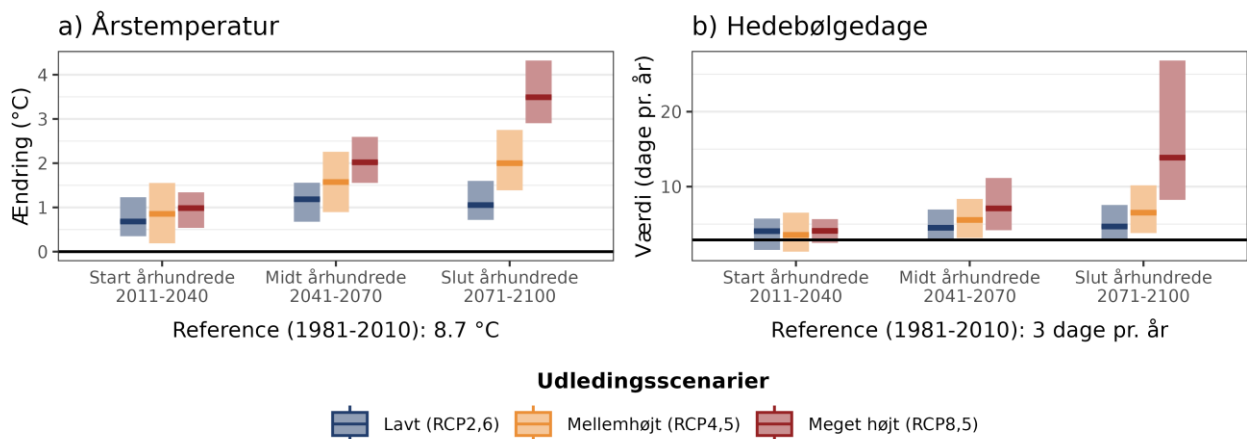 a) Årstemperatur
Ændring (°C)
4
3
2
1
0
Start århundrede
2011-2040
Midt århundrede
2041-2070
Slut århundrede
2071-2100
Reference (1981-2010): 8.7 °C
b) Hedebølgedage
Værdi (dage pr. år)
20
10
Start århundrede
2011-2040
Midt århundrede
2041-2070
Slut århundrede
2071-2100
Reference (1981-2010): 3 dage pr. år
Udledingsscenarier
Lavt (RCP2,6)
Mellemhøjt (RCP4,5)
Meget højt (RCP8,5)